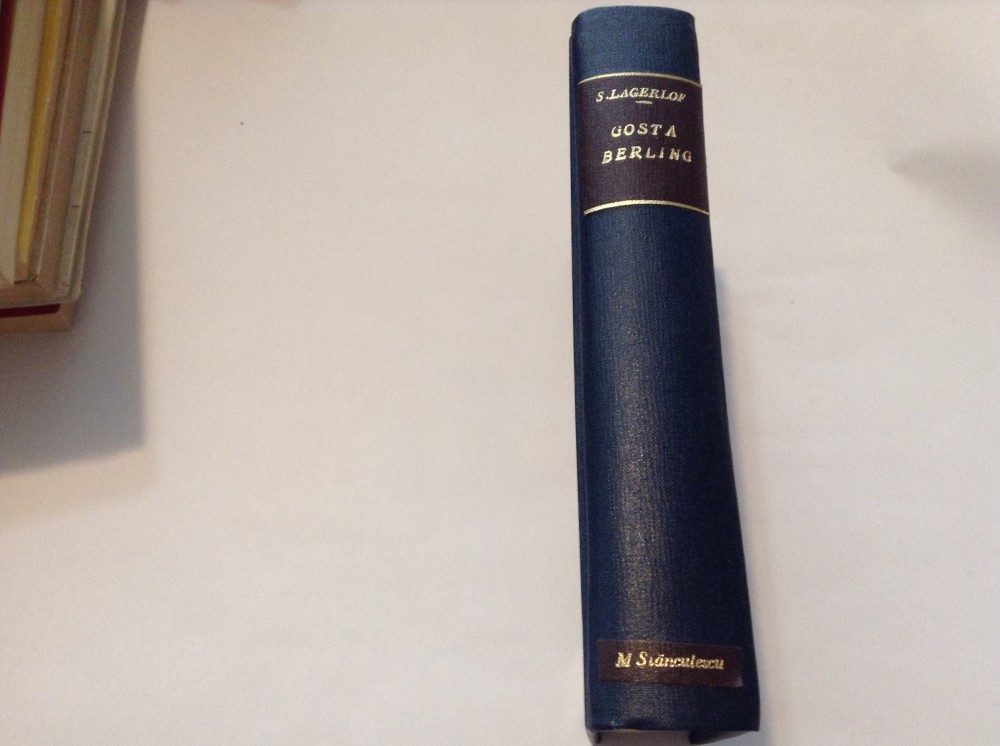 S. LAGERLOF
GOSTA
BERLING
M Stănculescu